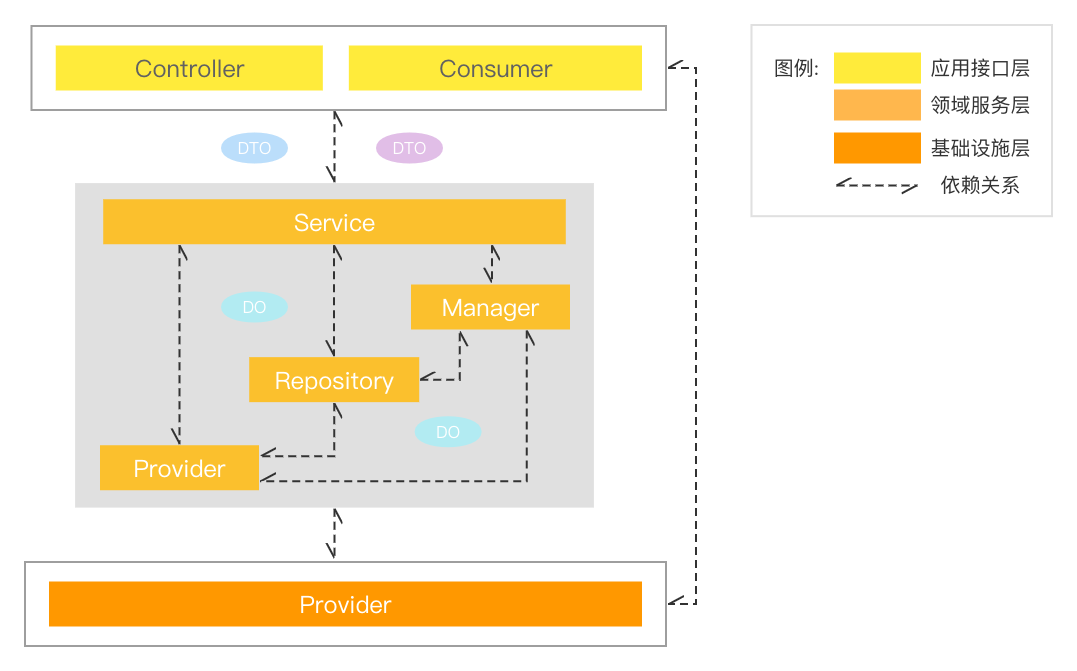 Controller
Consumer
DTO
DTO
Service
DO
Manager
Repository
DO
Provider
Provider
图例:
应用接口层
领域服务层
基础设施层
依赖关系